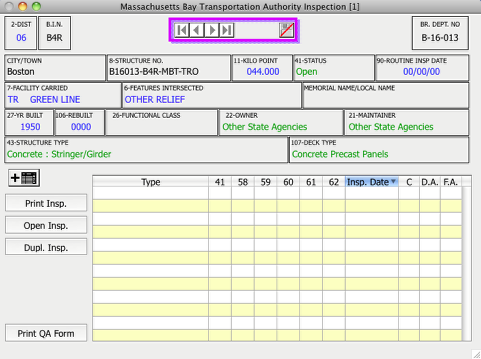 Massachusetts Bay Transportation Authority Inspection [1]
2-DIST
06
B.I.N.
B4R
BR. DEPT. NO
B-16-013
CITY/TOWN
Boston
8-STRUCTURE NO.
B16013-B4R-MBT-TRO
11-KILO POINT
044.000
41-STATUS
Open
90-ROUTINE INSP DATE
00/00/00
7-FACILITY CARRIED
TR GREEN LINE
6-FEATURES INTERSECTED
OTHER RELIEF
MEMORIAL NAME/LOCAL NAME
27-YR BUILT
1950
106-REBUILT
0000
26-FUNCTIONAL CLASS
22-OWNER
Other State Agencies
21-MAINTAINER
Other State Agencies
43-STRUCTURE TYPE
Concrete : Stringer/Girder
107-DECK TYPE
Concrete Precast Panels
Type 41 58 59 60 61 62 Insp. Date C D.A. F.A.
Print Insp.
Open Insp.
Dupl. Insp.
Print QA Form